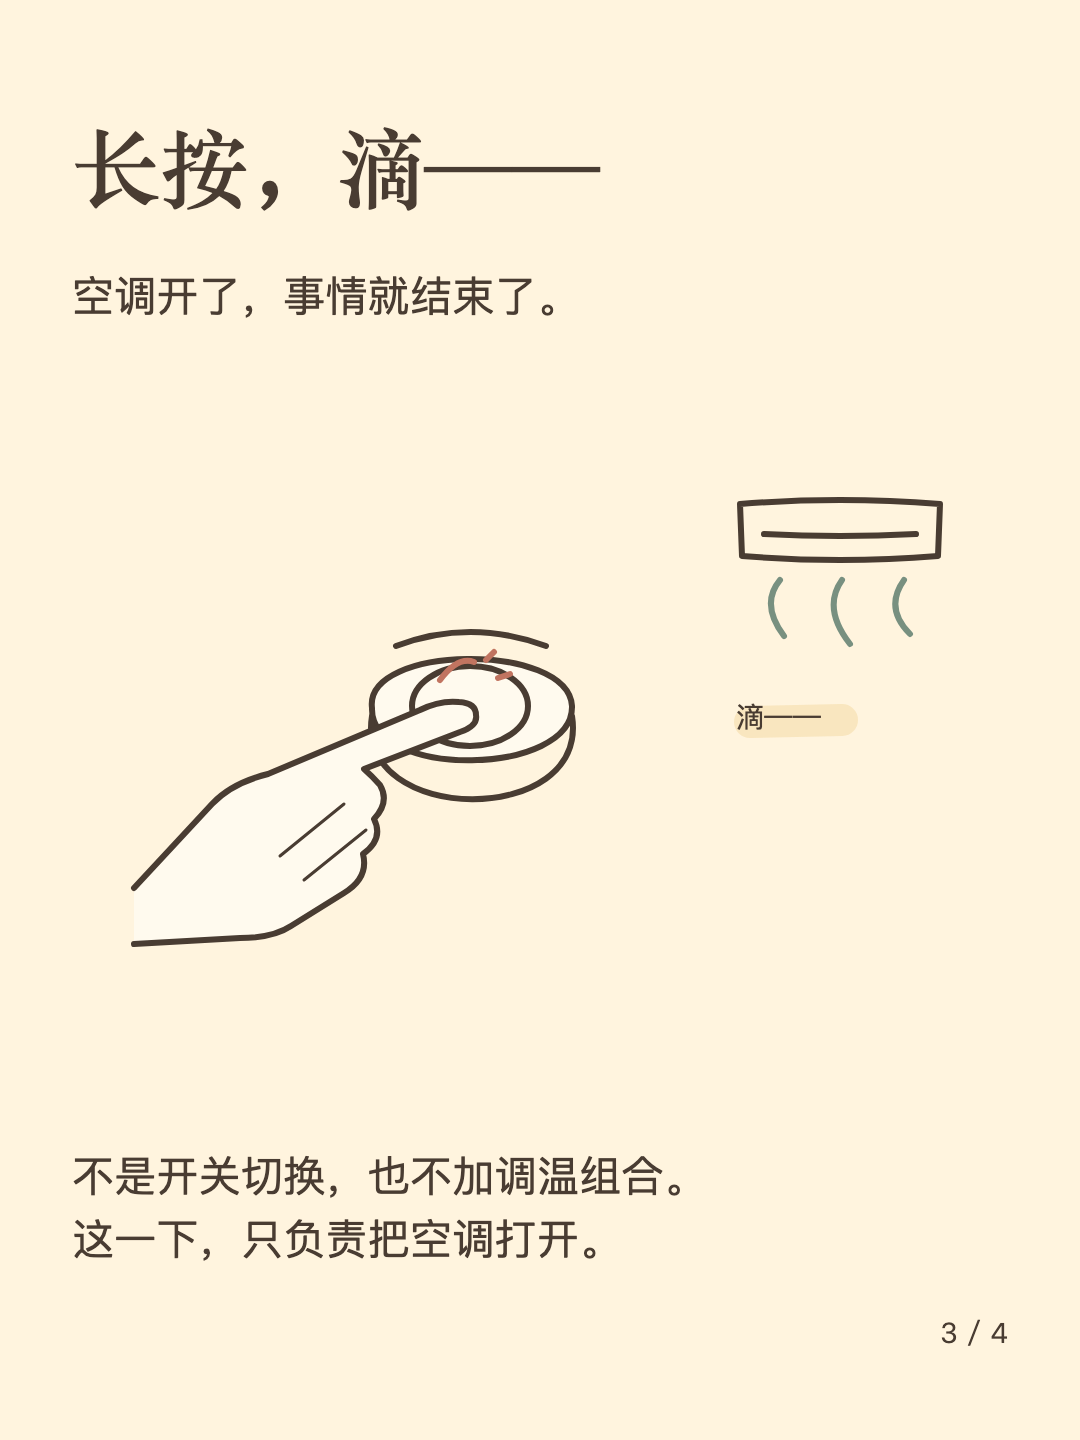 长按，滴——
空调开了，事情就结束了。
滴——
不是开关切换，也不加调温组合。
这一下，只负责把空调打开。
3 / 4